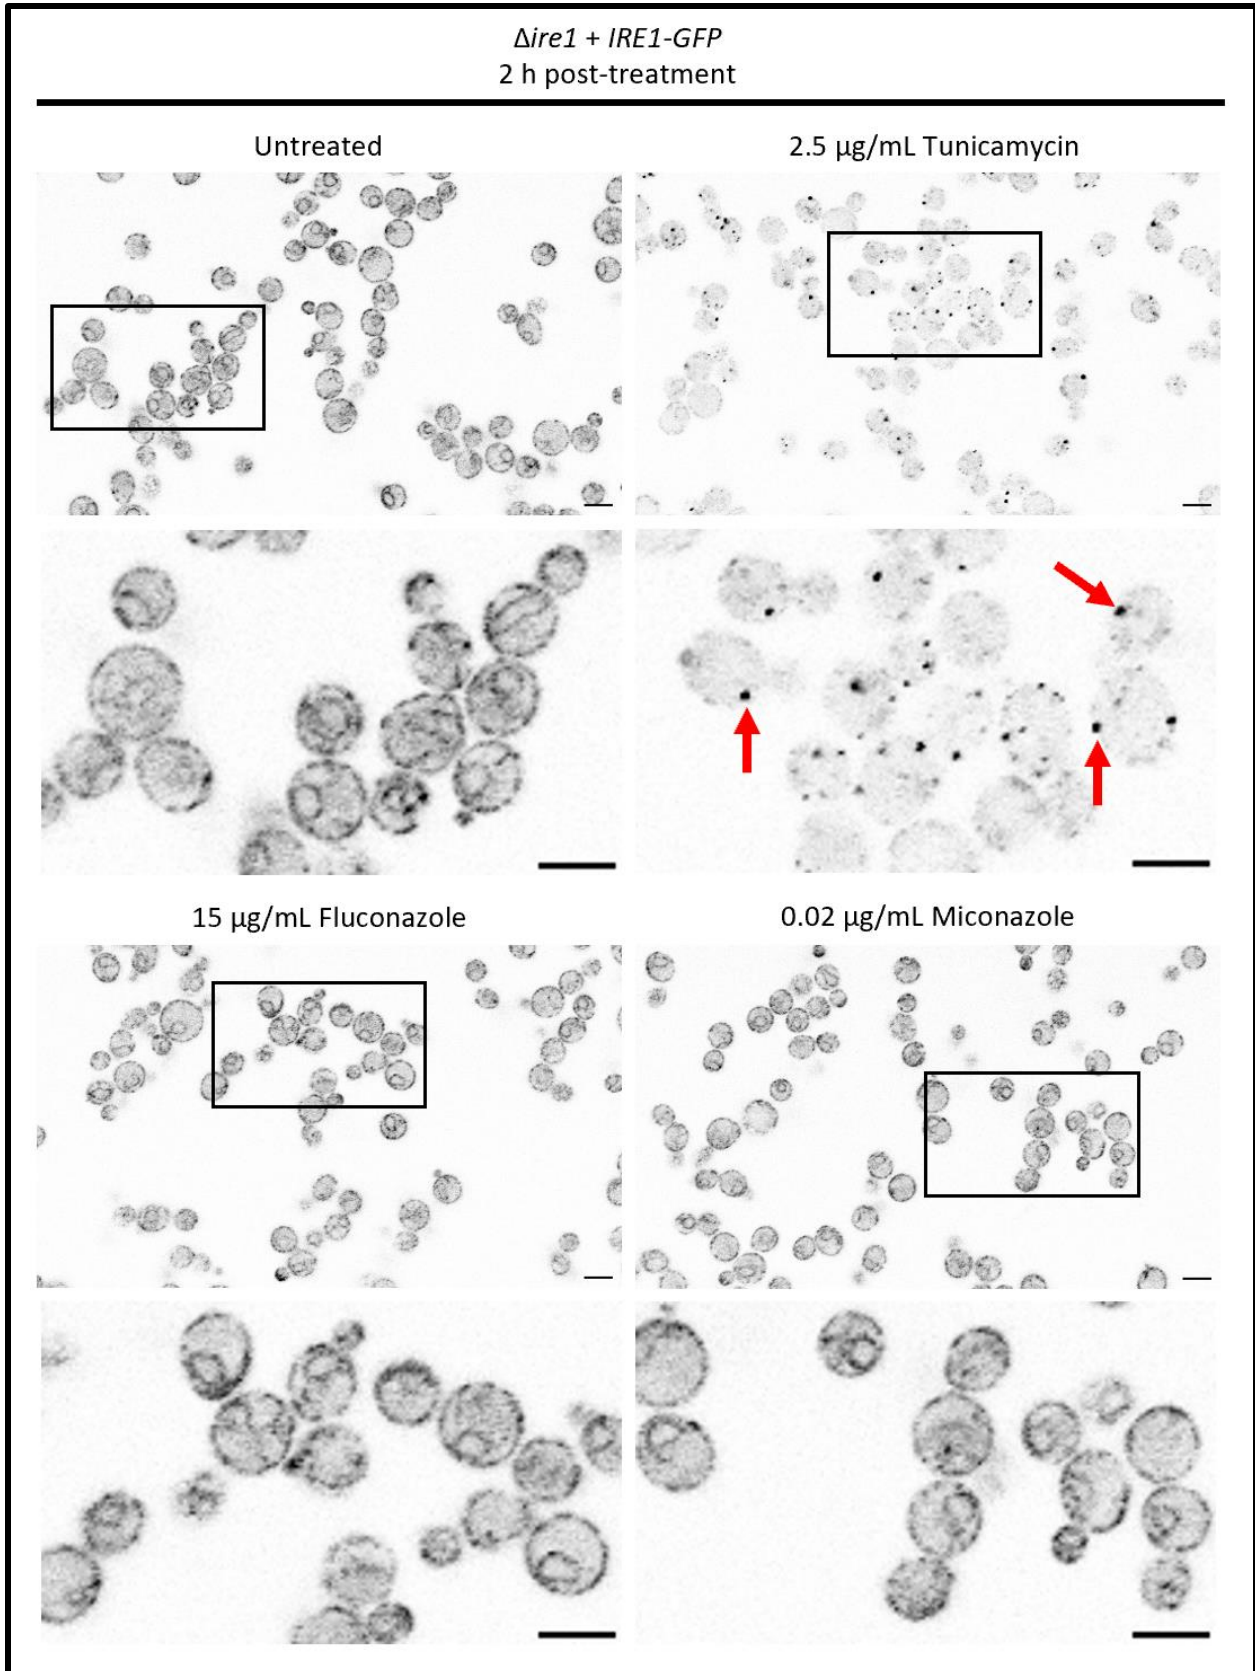 Δire1 + IRE1-GFP
2 h post-treatment
Untreated
2.5 µg/mL Tunicamycin
15 µg/mL Fluconazole
0.02 µg/mL Miconazole